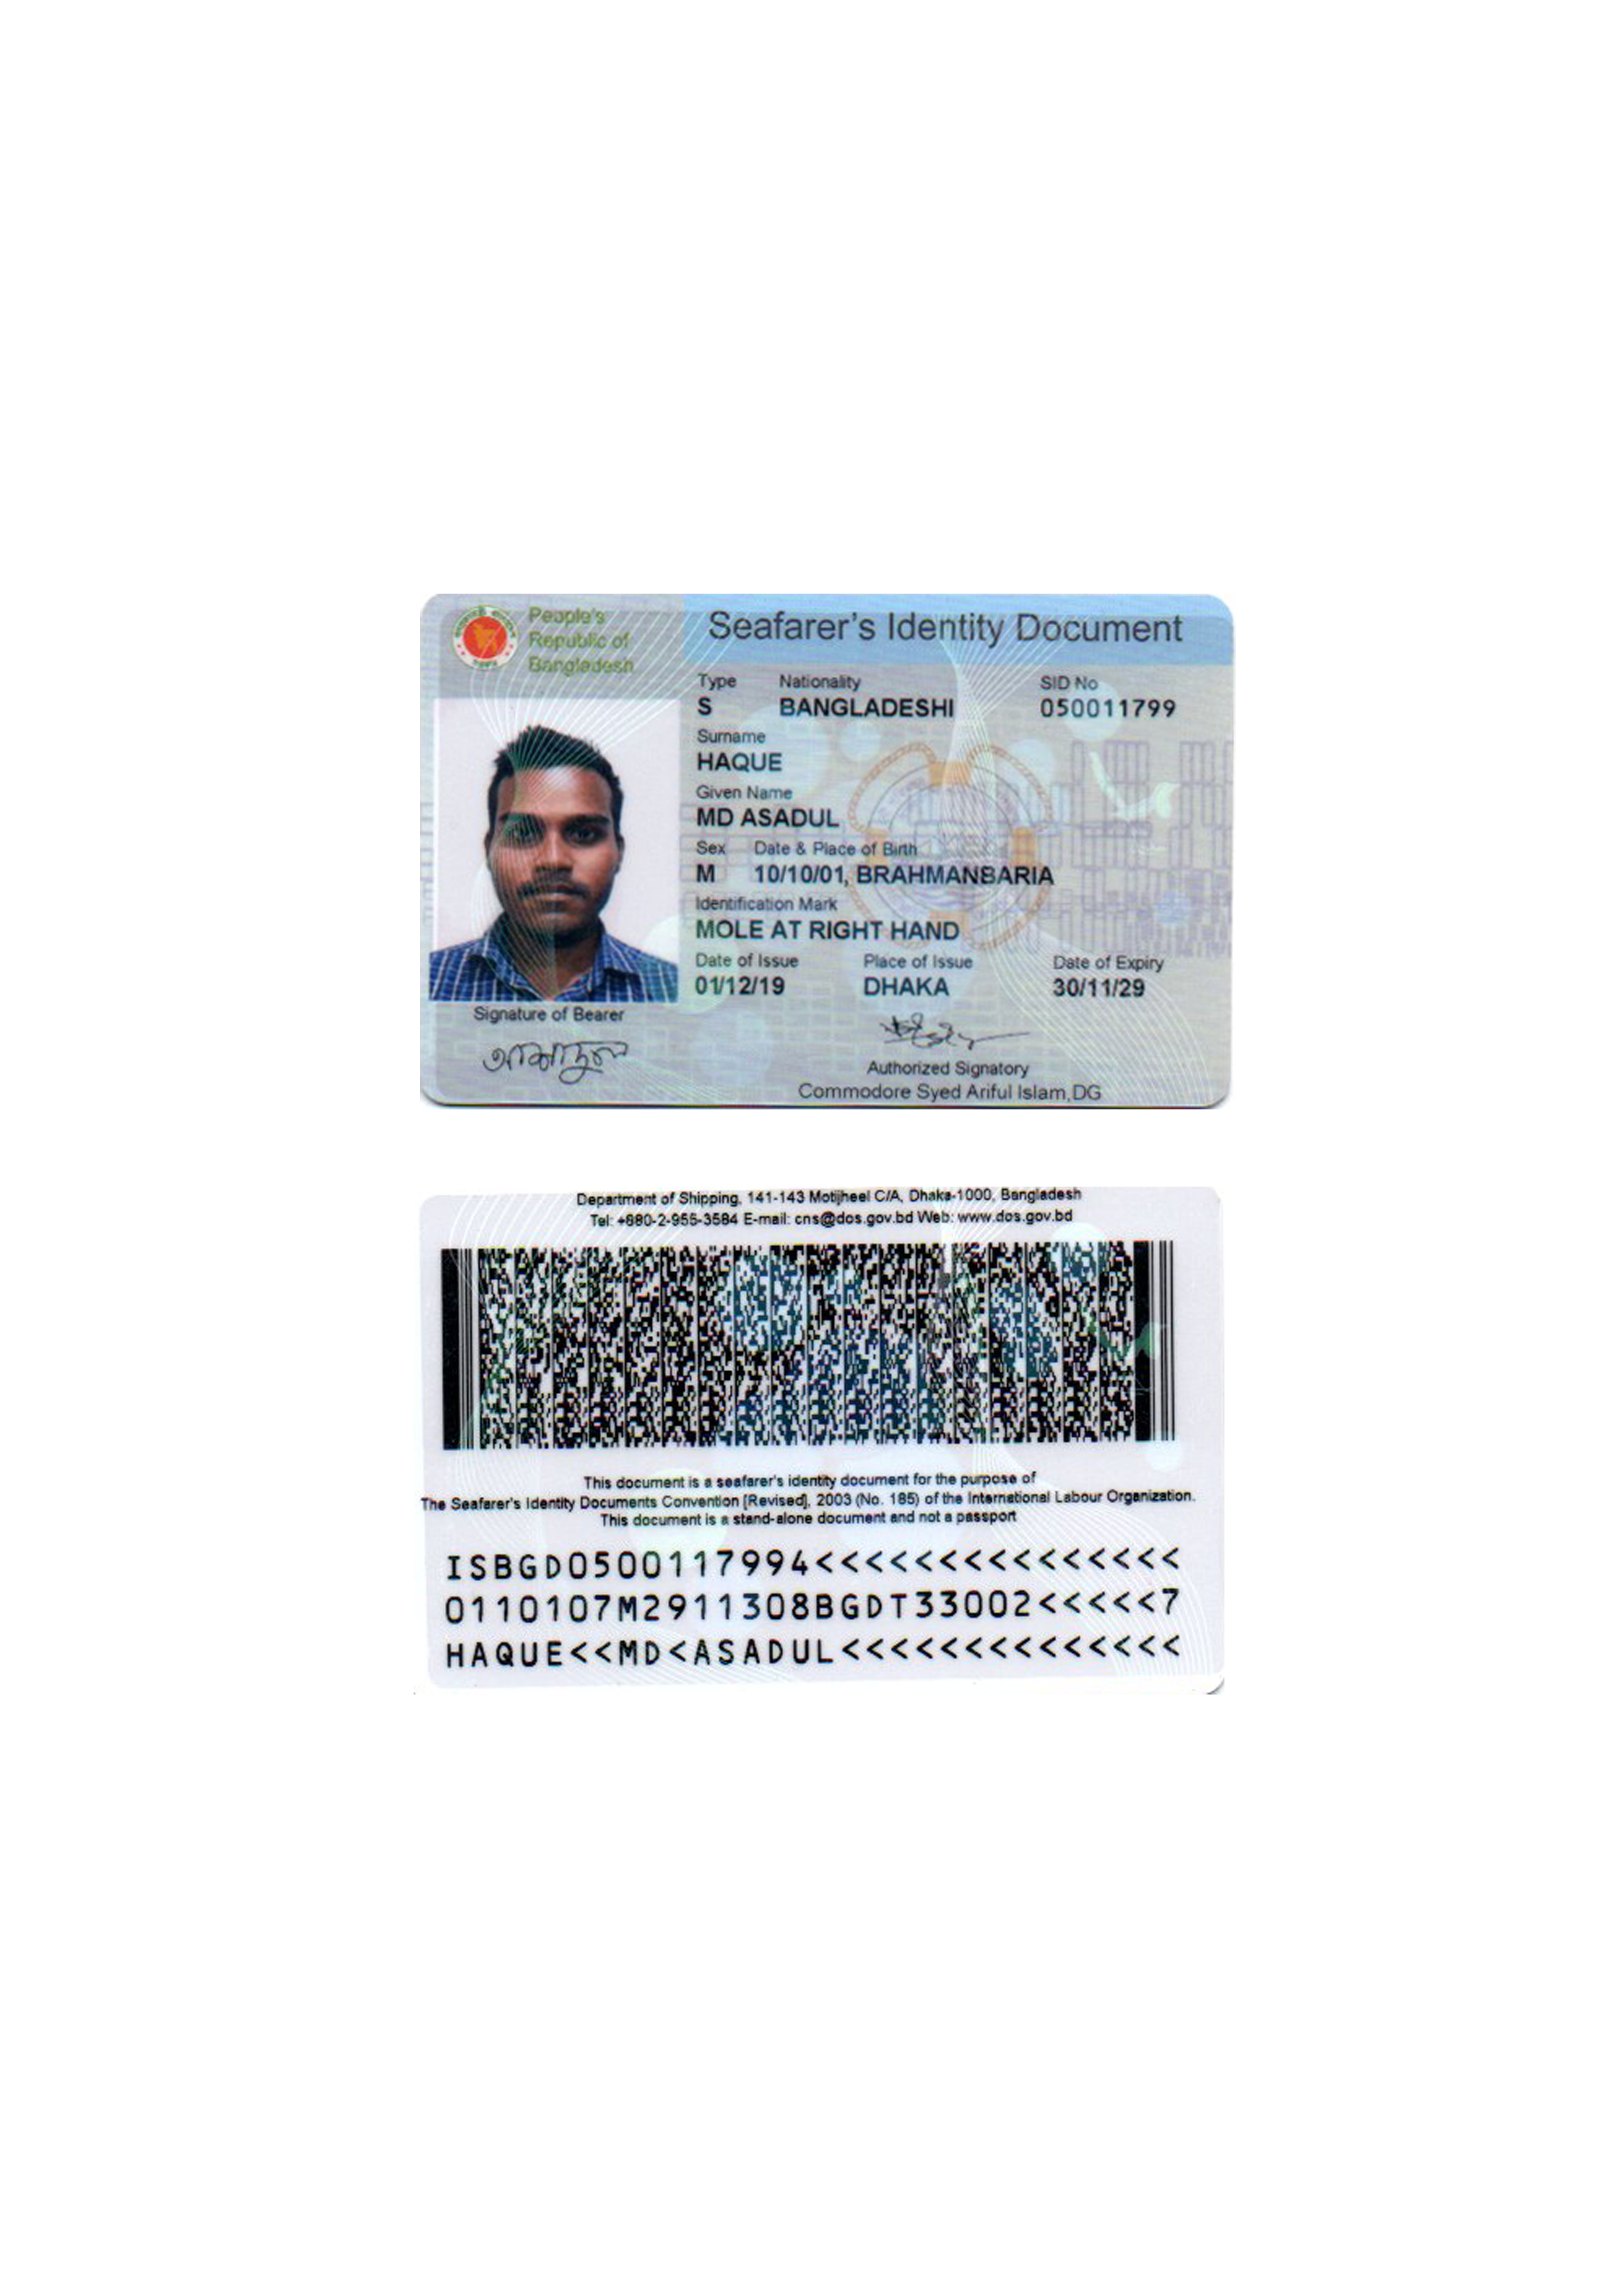 People's
Republic of
Bangladesh
Seafarer's Identity Document
Type Nationality SID No
S BANGLADESHI 050011799
Surname
HAQUE
Given Name
MD ASADUL
Sex Date & Place of Birth
M 10/10/01, BRAHMANBARIA
Identification Mark
MOLE AT RIGHT HAND
Date of Issue Place of Issue Date of Expiry
01/12/19 DHAKA 30/11/29
Signature of Bearer
আসাদুল
Authorized Signatory
Commodore Syed Ariful Islam,DG
Department of Shipping, 141-143 Motijheel C/A, Dhaka-1000, Bangladesh
Tel: +880-2-955-3584 E-mail: cns@dos.gov.bd Web: www.dos.gov.bd
This document is a seafarer's identity document for the purpose of
The Seafarer's Identity Documents Convention [Revised], 2003 (No. 185) of the International Labour Organization.
This document is a stand-alone document and not a passport
ISBGD0500117994<<<<<<<<<<<<<<<
0110107M2911308BGDT33002<<<<<7
HAQUE<<MD<ASADUL<<<<<<<<<<<<<<